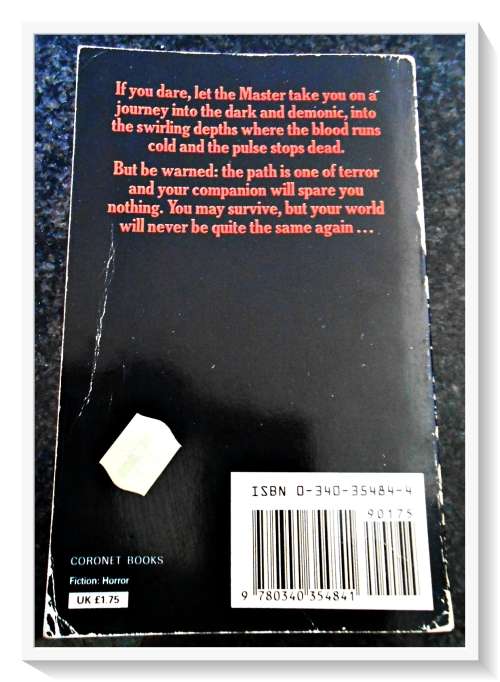 If you dare, let the Master take you on a
journey into the dark and demonic, into
the swirling depths where the blood runs
cold and the pulse stops dead.
But be warned: the path is one of terror
and your companion will spare you
nothing. You may survive, but your world
will never be quite the same again ...
ISBN 0-340-35484-4
90175
9 780340 354841
CORONET BOOKS
Fiction: Horror
UK £1.75